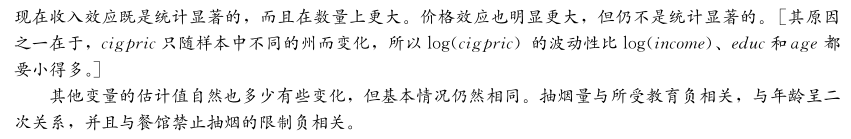 现在收入效应既是统计显著的，而且在数量上更大。价格效应也明显更大，但仍不是统计显著的。[其原因
之一在于，cigpric 只随样本中不同的州而变化，所以 log(cigpric) 的波动性比 log(income)、educ 和 age 都
要小得多。]
其他变量的估计值自然也多少有些变化，但基本情况仍然相同。抽烟量与所受教育负相关，与年龄呈二
次关系，并且与餐馆禁止抽烟的限制负相关。